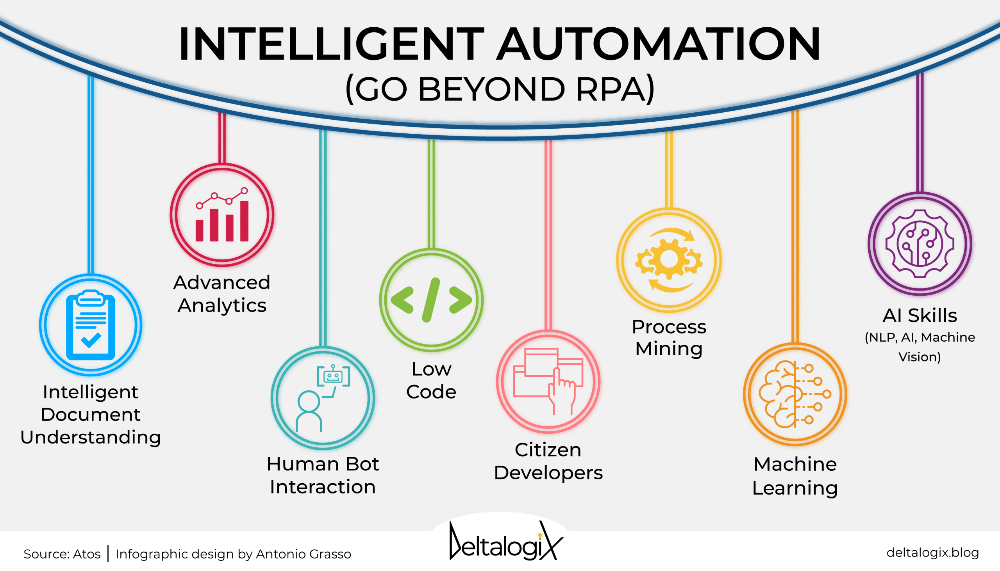 INTELLIGENT AUTOMATION
(GO BEYOND RPA)
Intelligent
Document
Understanding
Advanced
Analytics
Human Bot
Interaction
Low
Code
Citizen
Developers
Process
Mining
Machine
Learning
AI Skills
(NLP, AI, Machine
Vision)
Source: Atos | Infographic design by Antonio Grasso
DeltalogiX
deltalogix.blog